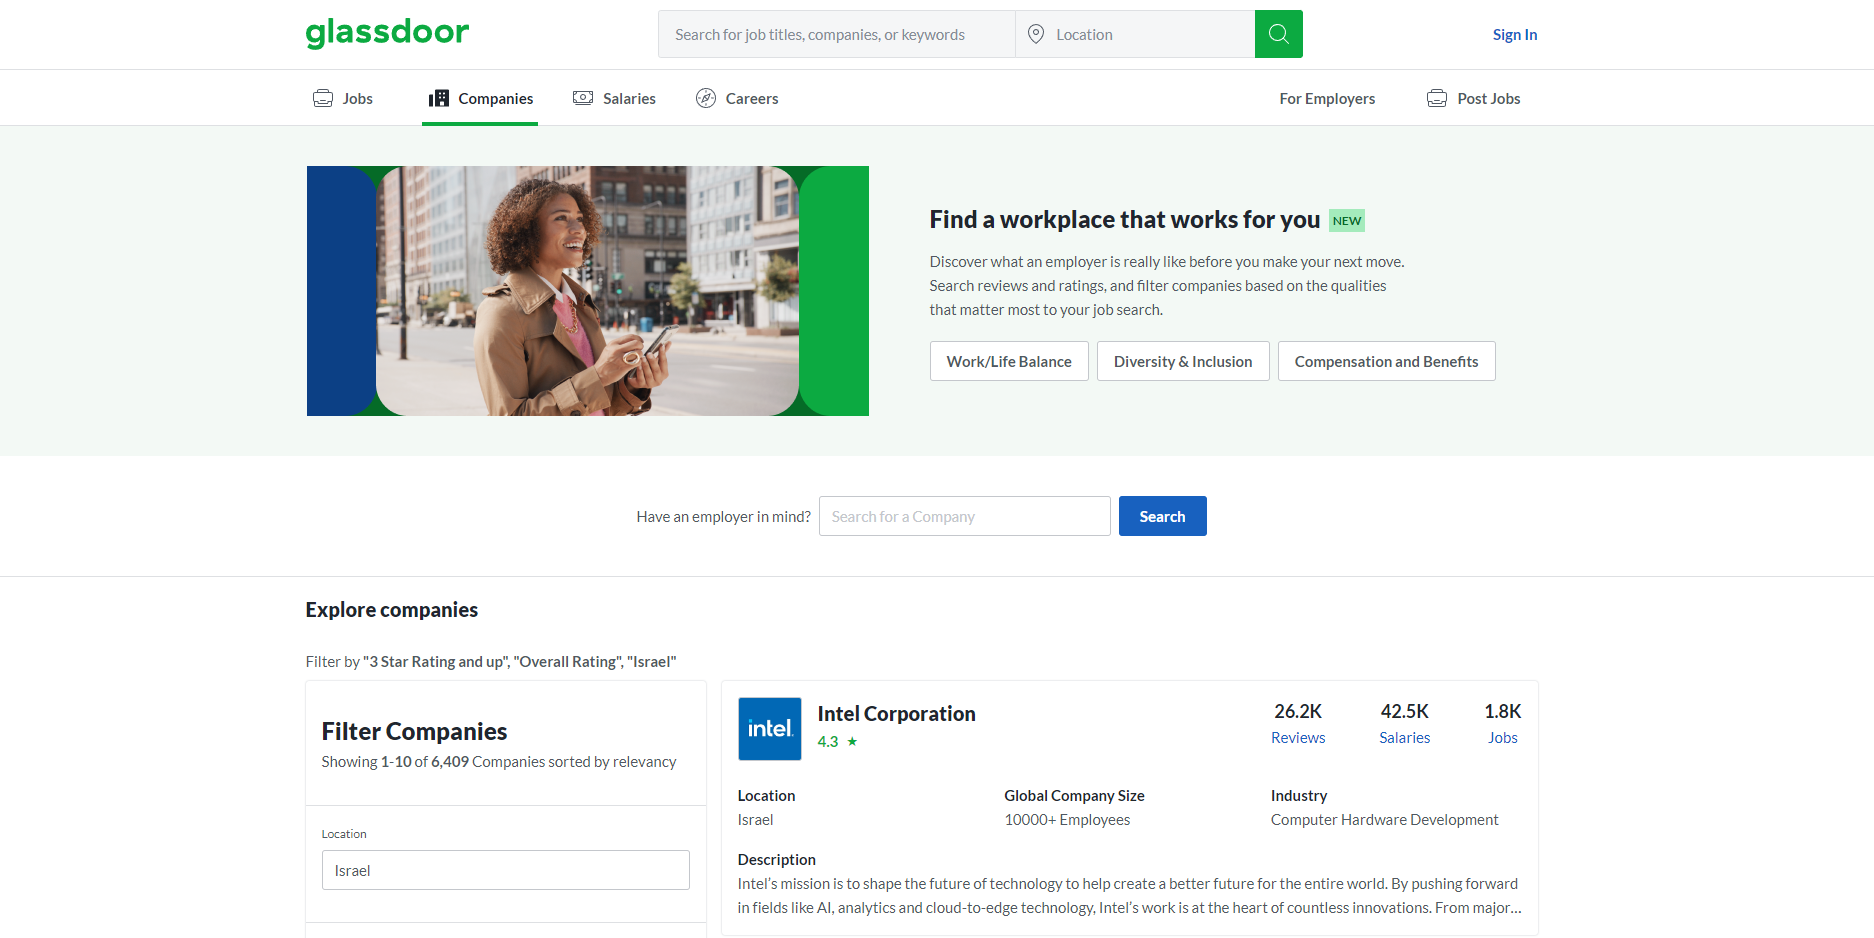 glassdoor
Search for job titles, companies, or keywords
Location
Sign In
Jobs
Companies
Salaries
Careers
For Employers
Post Jobs
Find a workplace that works for you NEW
Discover what an employer is really like before you make your next move.
Search reviews and ratings, and filter companies based on the qualities
that matter most to your job search.
Work/Life Balance
Diversity & Inclusion
Compensation and Benefits
Have an employer in mind?
Search for a Company
Search
Explore companies
Filter by "3 Star Rating and up", "Overall Rating", "Israel"
Filter Companies
Showing 1-10 of 6,409 Companies sorted by relevancy
Location
Israel
intel.
Intel Corporation
4.3 ★
26.2K
Reviews
42.5K
Salaries
1.8K
Jobs
Location
Israel
Global Company Size
10000+ Employees
Industry
Computer Hardware Development
Description
Intel's mission is to shape the future of technology to help create a better future for the entire world. By pushing forward
in fields like AI, analytics and cloud-to-edge technology, Intel's work is at the heart of countless innovations. From major...